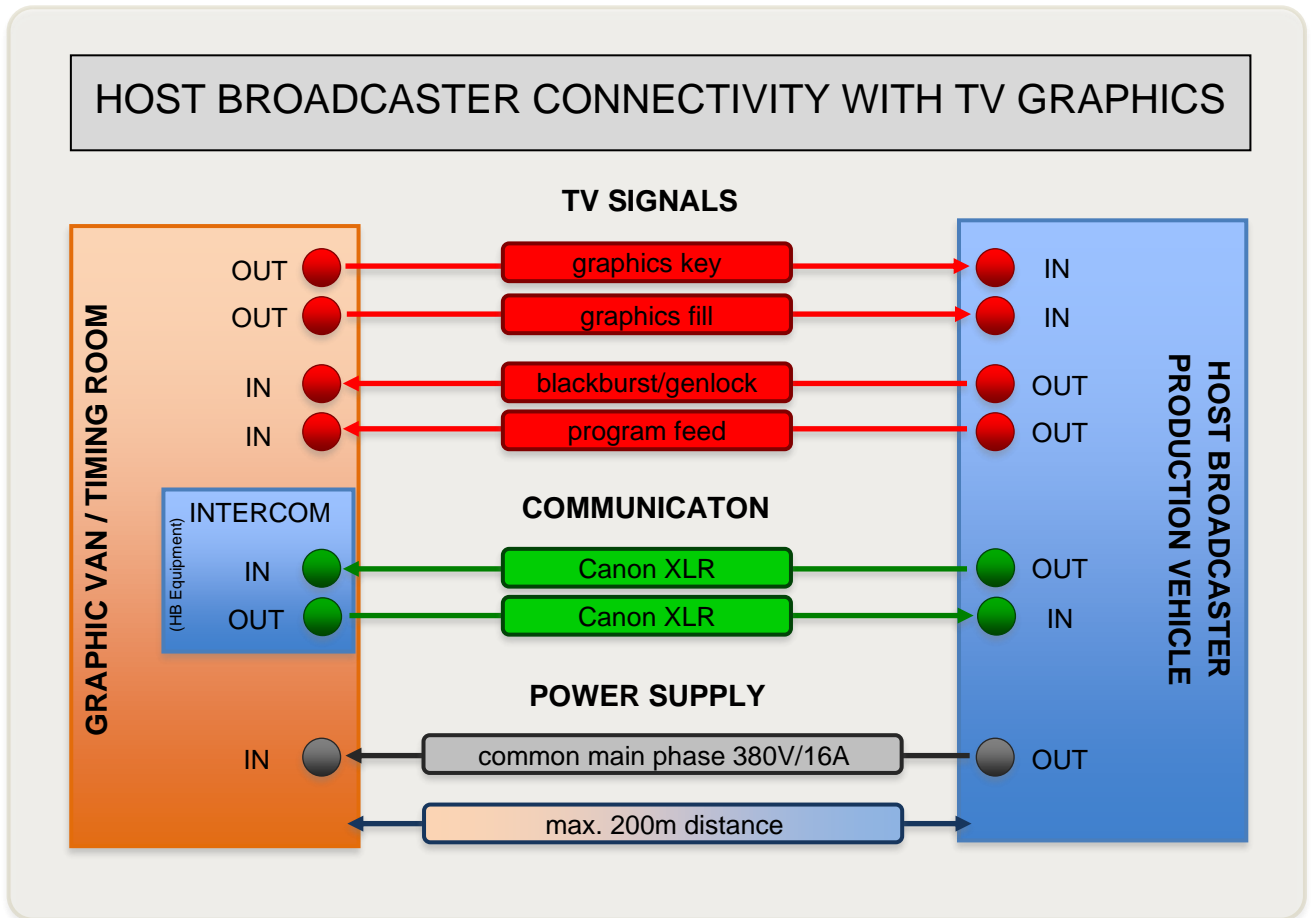 HOST BROADCASTER CONNECTIVITY WITH TV GRAPHICS
TV SIGNALS
GRAPHIC VAN / TIMING ROOM
HOST BROADCASTER
PRODUCTION VEHICLE
OUT graphics key IN
OUT graphics fill IN
IN blackburst/genlock OUT
IN program feed OUT
COMMUNICATON
INTERCOM
(HB Equipment)
IN Canon XLR OUT
OUT Canon XLR IN
POWER SUPPLY
IN common main phase 380V/16A OUT
max. 200m distance